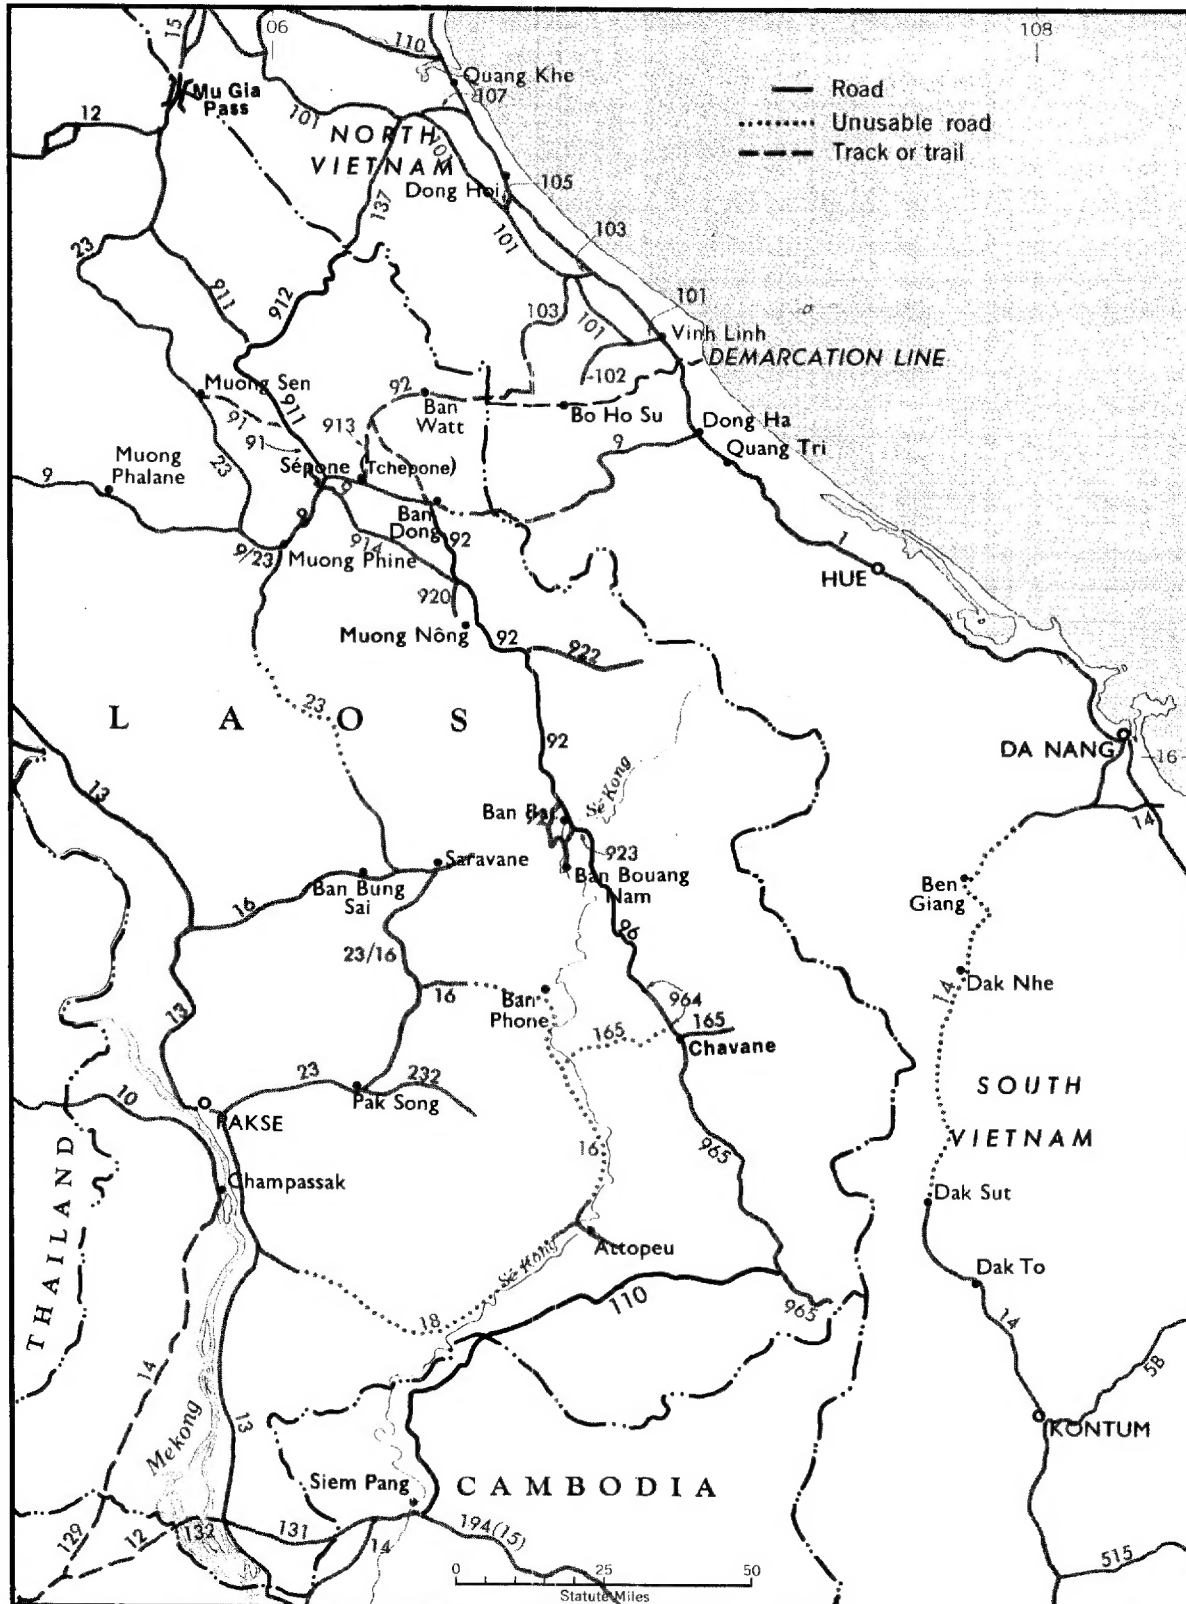 15
06
110
108
Quang Khe
107
Road
Unusable road
Track or trail
Mu Gia
Pass
12
101
NORTH
VIETNAM
101
137
Dong Hoi
105
23
101
103
911
912
103
101
101
Vinh Linh
DEMARCATION LINE
102
Muong Sen
92
Ban
Watt
Bo Ho Su
911
91
91
913
Dong Ha
Quang Tri
9
Muong
Phalane
23
Sépone (Tchepone)
9
9
9
Ban
Dong
92
914
9/23
Muong Phine
1
HUE
920
Muong Nông
92
922
LAOS
23
92
DA NANG
16
13
Se Kong
Ban Bac
92
923
14
Saravane
Ban Bouang
Nam
Ban Bung
Sai
Ben
Giang
16
96
23/16
Dak Nhe
14
16
Ban
Phone
964
165
165
13
Chavane
23
232
Pak Song
10
PAKSE
SOUTH
VIETNAM
THAILAND
16
965
Champassak
Dak Sut
Attopeu
Se Kong
Dak To
110
965
18
14
14
5B
13
Mekong
KONTUM
Siem Pang
CAMBODIA
129
12
132
131
14
194(15)
515
0
25
50
Statute Miles